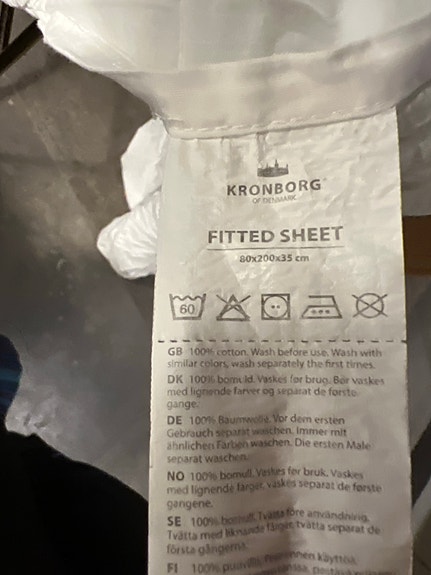 KRONBORG
OF DENMARK
FITTED SHEET
80x200x35 cm
60
GB 100% cotton. Wash before use. Wash with
similar colors, wash separately the first times.
DK 100% bomuld. Vaskes før brug. Bør vaskes
med lignende farver og separat de første
gange.
DE 100% Baumwolle. Vor dem ersten
Gebrauch separat waschen. Immer mit
ähnlichen Farben waschen. Die ersten Male
separat waschen.
NO 100% bomull. Vaskes før bruk. Vaskes
med lignende farger, vaskes separat de første
gangene.
SE 100% bomull. Tvätta före användning.
Tvätta med liknande färger, tvätta separat de
första gångerna.
FI 100% puuvilla. käyttöä,